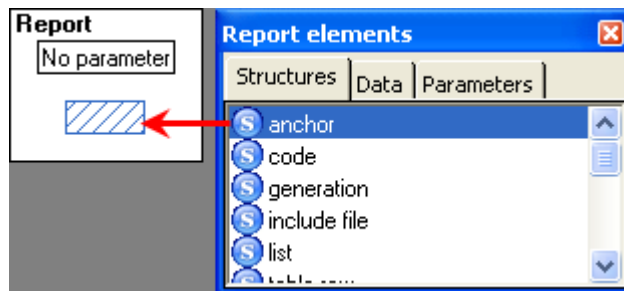 Report
No parameter
Report elements
Structures Data Parameters
S anchor
S code
S generation
S include file
S list